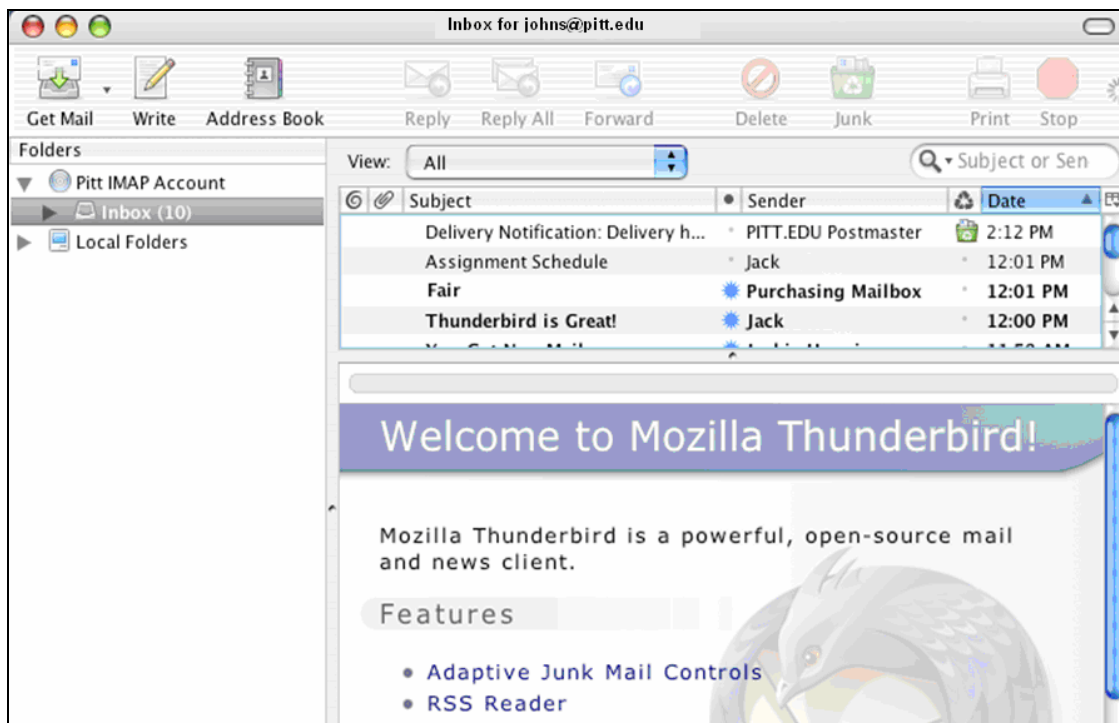 Inbox for johns@pitt.edu
Get Mail Write Address Book Reply Reply All Forward Delete Junk Print Stop
Folders
Pitt IMAP Account
Inbox (10)
Local Folders
View: All Subject or Sen
Subject Sender Date
Delivery Notification: Delivery h... PITT.EDU Postmaster 2:12 PM
Assignment Schedule Jack 12:01 PM
Fair Purchasing Mailbox 12:01 PM
Thunderbird is Great! Jack 12:00 PM
Welcome to Mozilla Thunderbird!
Mozilla Thunderbird is a powerful, open-source mail
and news client.
Features
• Adaptive Junk Mail Controls
• RSS Reader